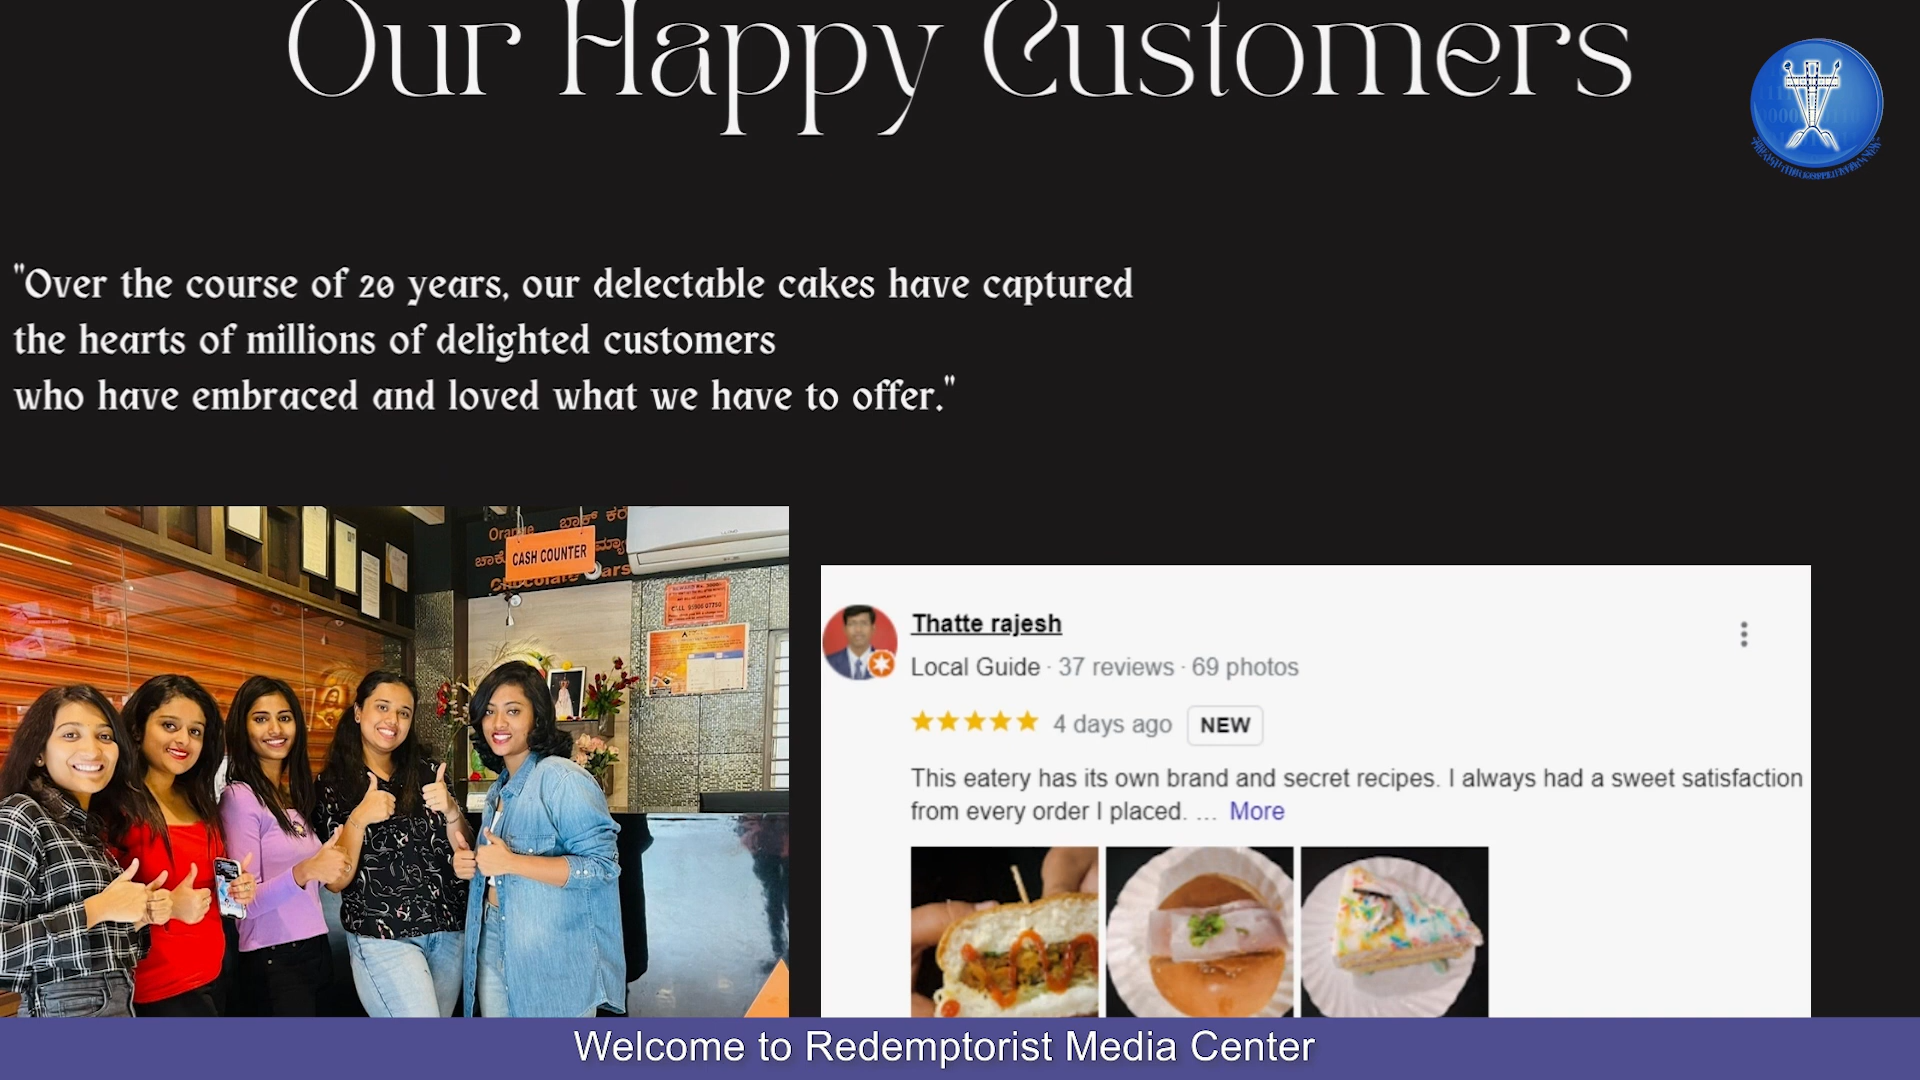 Our Happy Customers
"Over the course of 20 years, our delectable cakes have captured
the hearts of millions of delighted customers
who have embraced and loved what we have to offer."
Orange
CASH COUNTER
CALL
Thatte rajesh
Local Guide · 37 reviews · 69 photos
4 days ago NEW
This eatery has its own brand and secret recipes. I always had a sweet satisfaction
from every order I placed. ... More
Welcome to Redemptorist Media Center